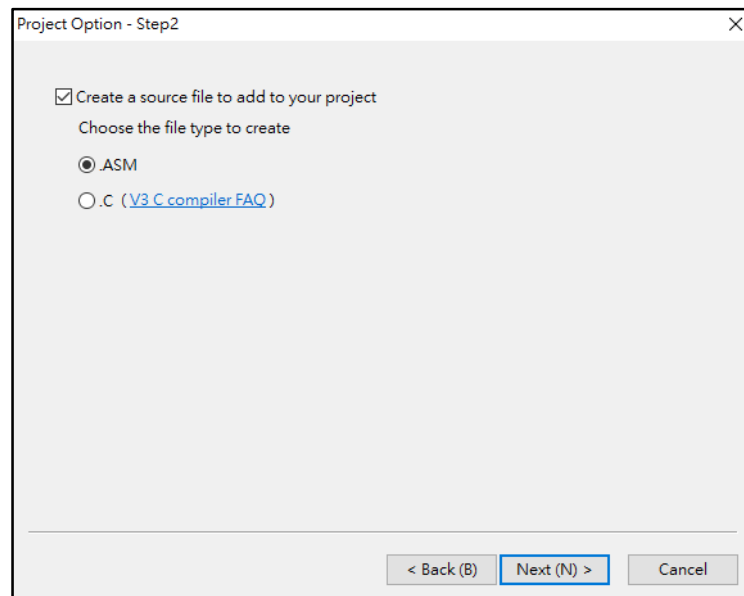 Project Option - Step2
Create a source file to add to your project
Choose the file type to create
.ASM
.C ( V3 C compiler FAQ )
< Back (B) Next (N) > Cancel